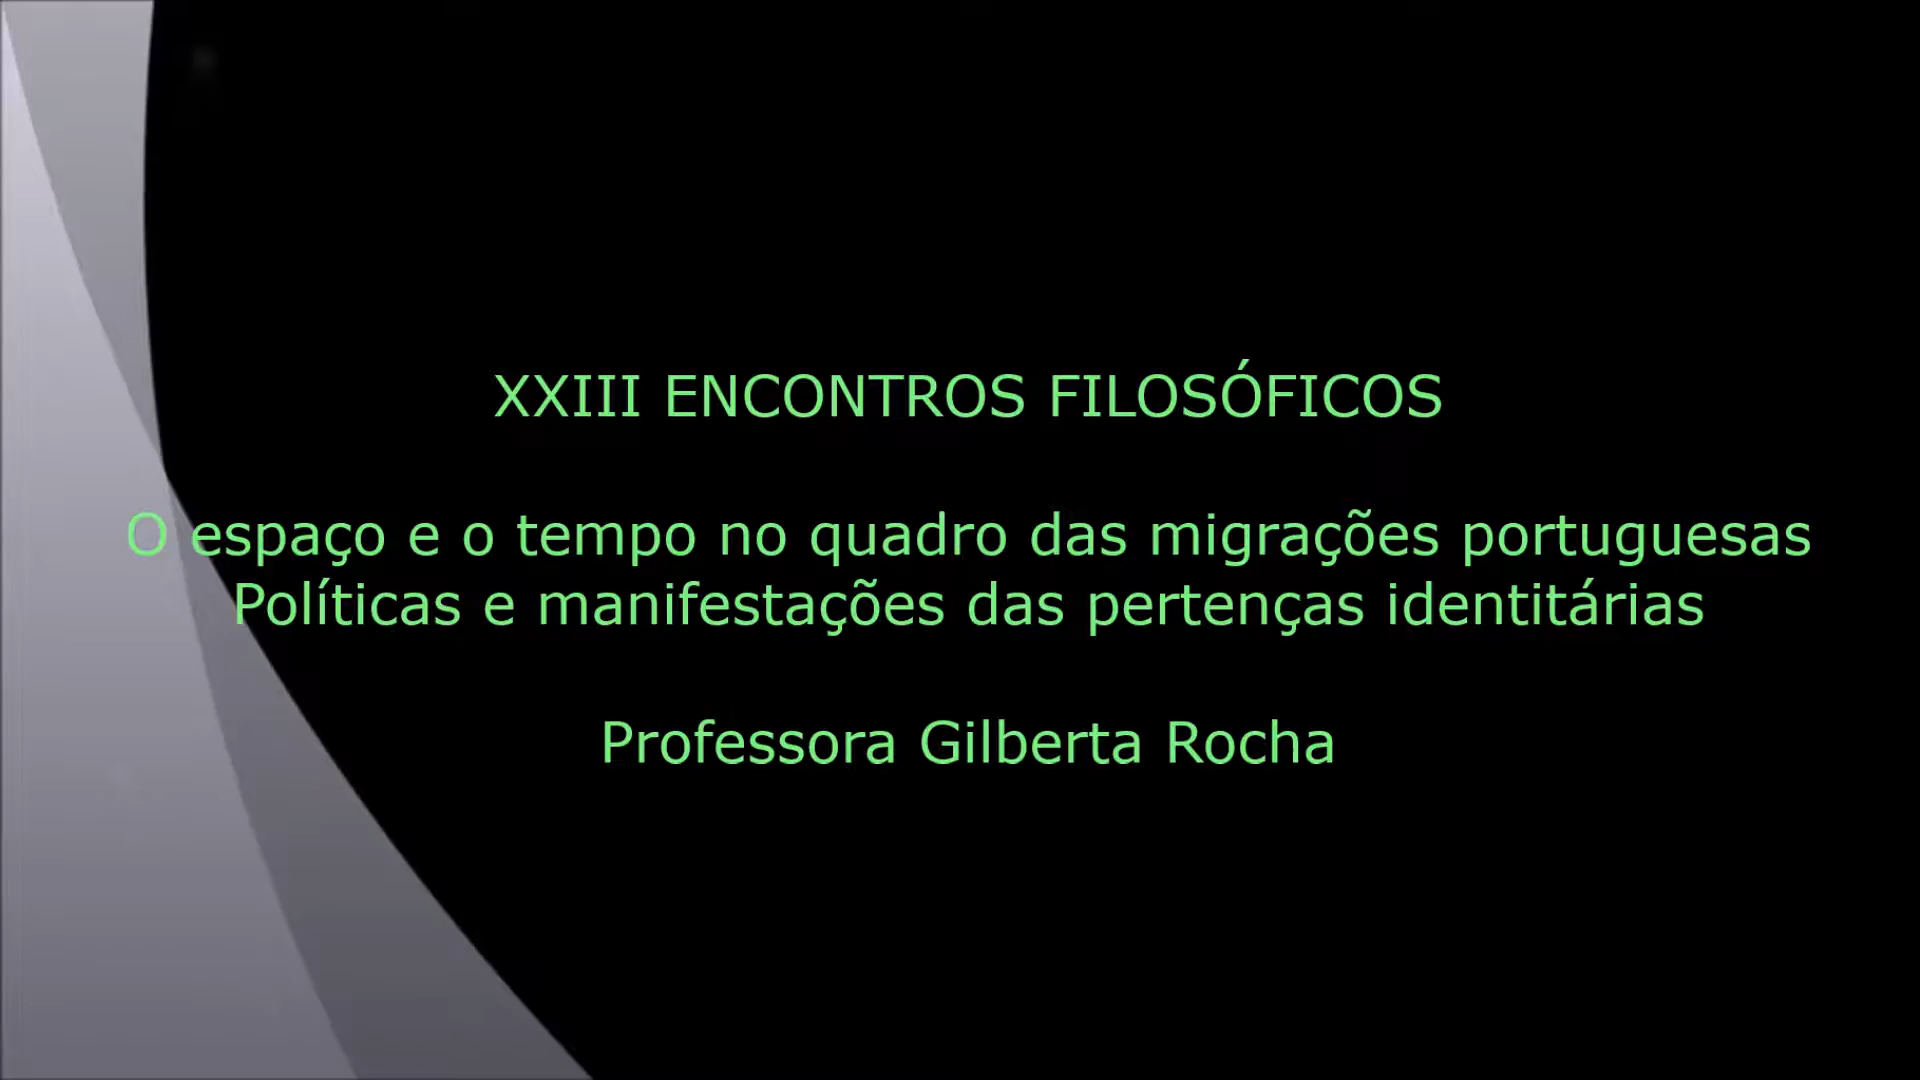 XXIII ENCONTROS FILOSÓFICOS
O espaço e o tempo no quadro das migrações portuguesas
Políticas e manifestações das pertenças identitárias
Professora Gilberta Rocha